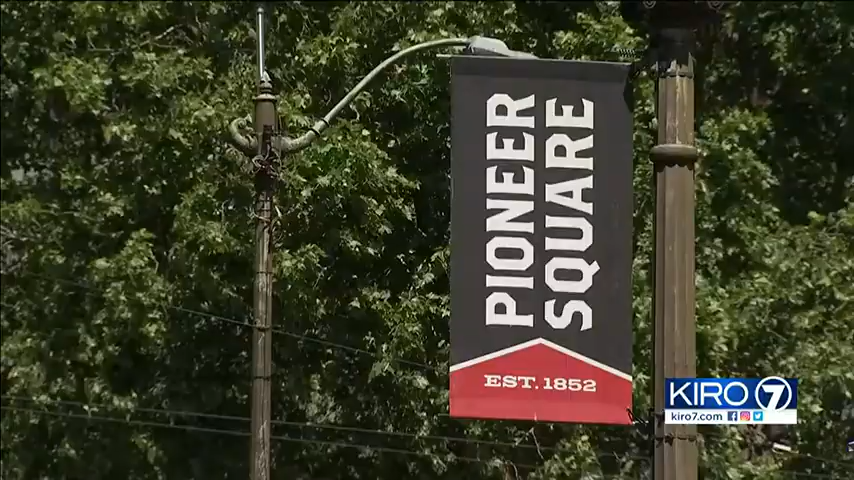 PIONEER
SQUARE
EST. 1852
KIRO 7
kiro7.com